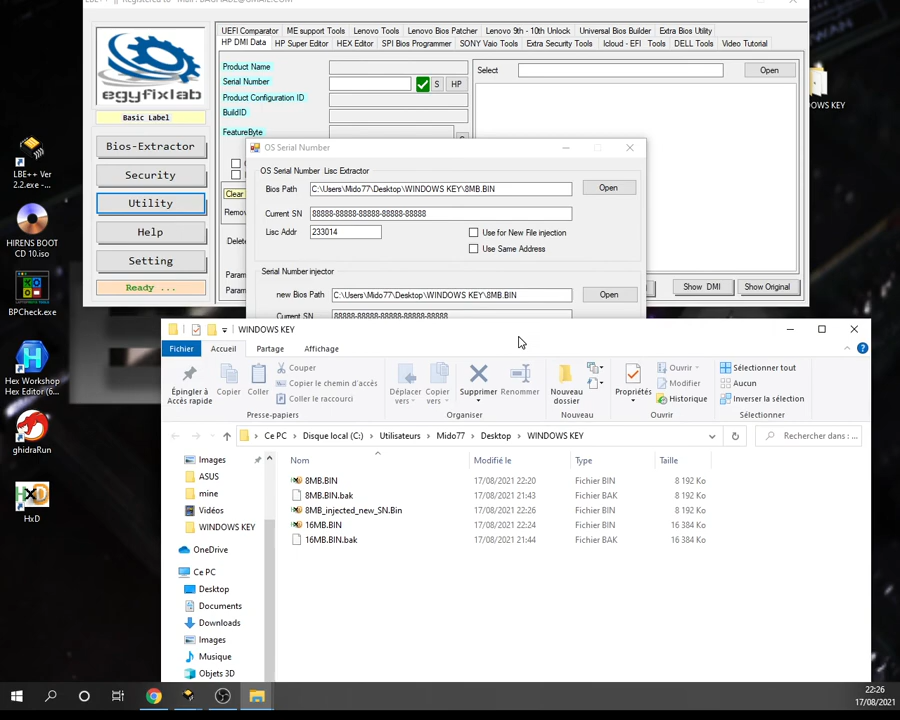 UEFI Comparator ME support Tools Lenovo Tools Lenovo Bios Patcher Lenovo 9th - 10th Unlock Universal Bios Builder Extra Bios Utility
HP DMI Data HP Super Editor HEX Editor SPI Bios Programmer SONY Vaio Tools Extra Security Tools Icloud - EFI Tools DELL Tools Video Tutorial
egyfixlab
Basic Label
Bios-Extractor
Security
Utility
Help
Setting
Ready ...
Product Name
Serial Number S HP
Product Configuration ID
BuildID
FeatureByte
Clear
Select Open
Show DMI Show Original
OS Serial Number
OS Serial Number Lisc Extractor
Bios Path C:\Users\Mido77\Desktop\WINDOWS KEY\8MB.BIN Open
Current SN 88888-88888-88888-88888-88888
Lisc Addr 233014 Use for New File injection
Use Same Address
Serial Number injector
new Bios Path C:\Users\Mido77\Desktop\WINDOWS KEY\8MB.BIN Open
Current SN 88888-88888-88888-88888-88888
LBE++ Ver
2.2.exe -...
HIRENS BOOT
CD 10.iso
BPCheck.exe
Hex Workshop
Hex Editor (6...
ghidraRun
HxD
WINDOWS KEY
Fichier Accueil Partage Affichage
Épingler à
Accès rapide
Copier
Coller
Couper
Copier le chemin d'accès
Coller le raccourci
Presse-papiers
Déplacer
vers
Copier
vers
Supprimer
Renommer
Organiser
Nouveau
dossier
Nouveau
Propriétés
Ouvrir
Modifier
Historique
Ouvrir
Sélectionner tout
Aucun
Inverser la sélection
Sélectionner
Ce PC Disque local (C:) Utilisateurs Mido77 Desktop WINDOWS KEY
Rechercher dans : ...
Images
ASUS
mine
Vidéos
WINDOWS KEY
OneDrive
Ce PC
Desktop
Documents
Downloads
Images
Musique
Objets 3D
Nom Modifié le Type Taille
8MB.BIN 17/08/2021 22:20 Fichier BIN 8 192 Ko
8MB.BIN.bak 17/08/2021 21:43 Fichier BAK 8 192 Ko
8MB_injected_new_SN.Bin 17/08/2021 22:26 Fichier BIN 8 192 Ko
16MB.BIN 17/08/2021 22:24 Fichier BIN 16 384 Ko
16MB.BIN.bak 17/08/2021 21:44 Fichier BAK 16 384 Ko
22:26
17/08/2021